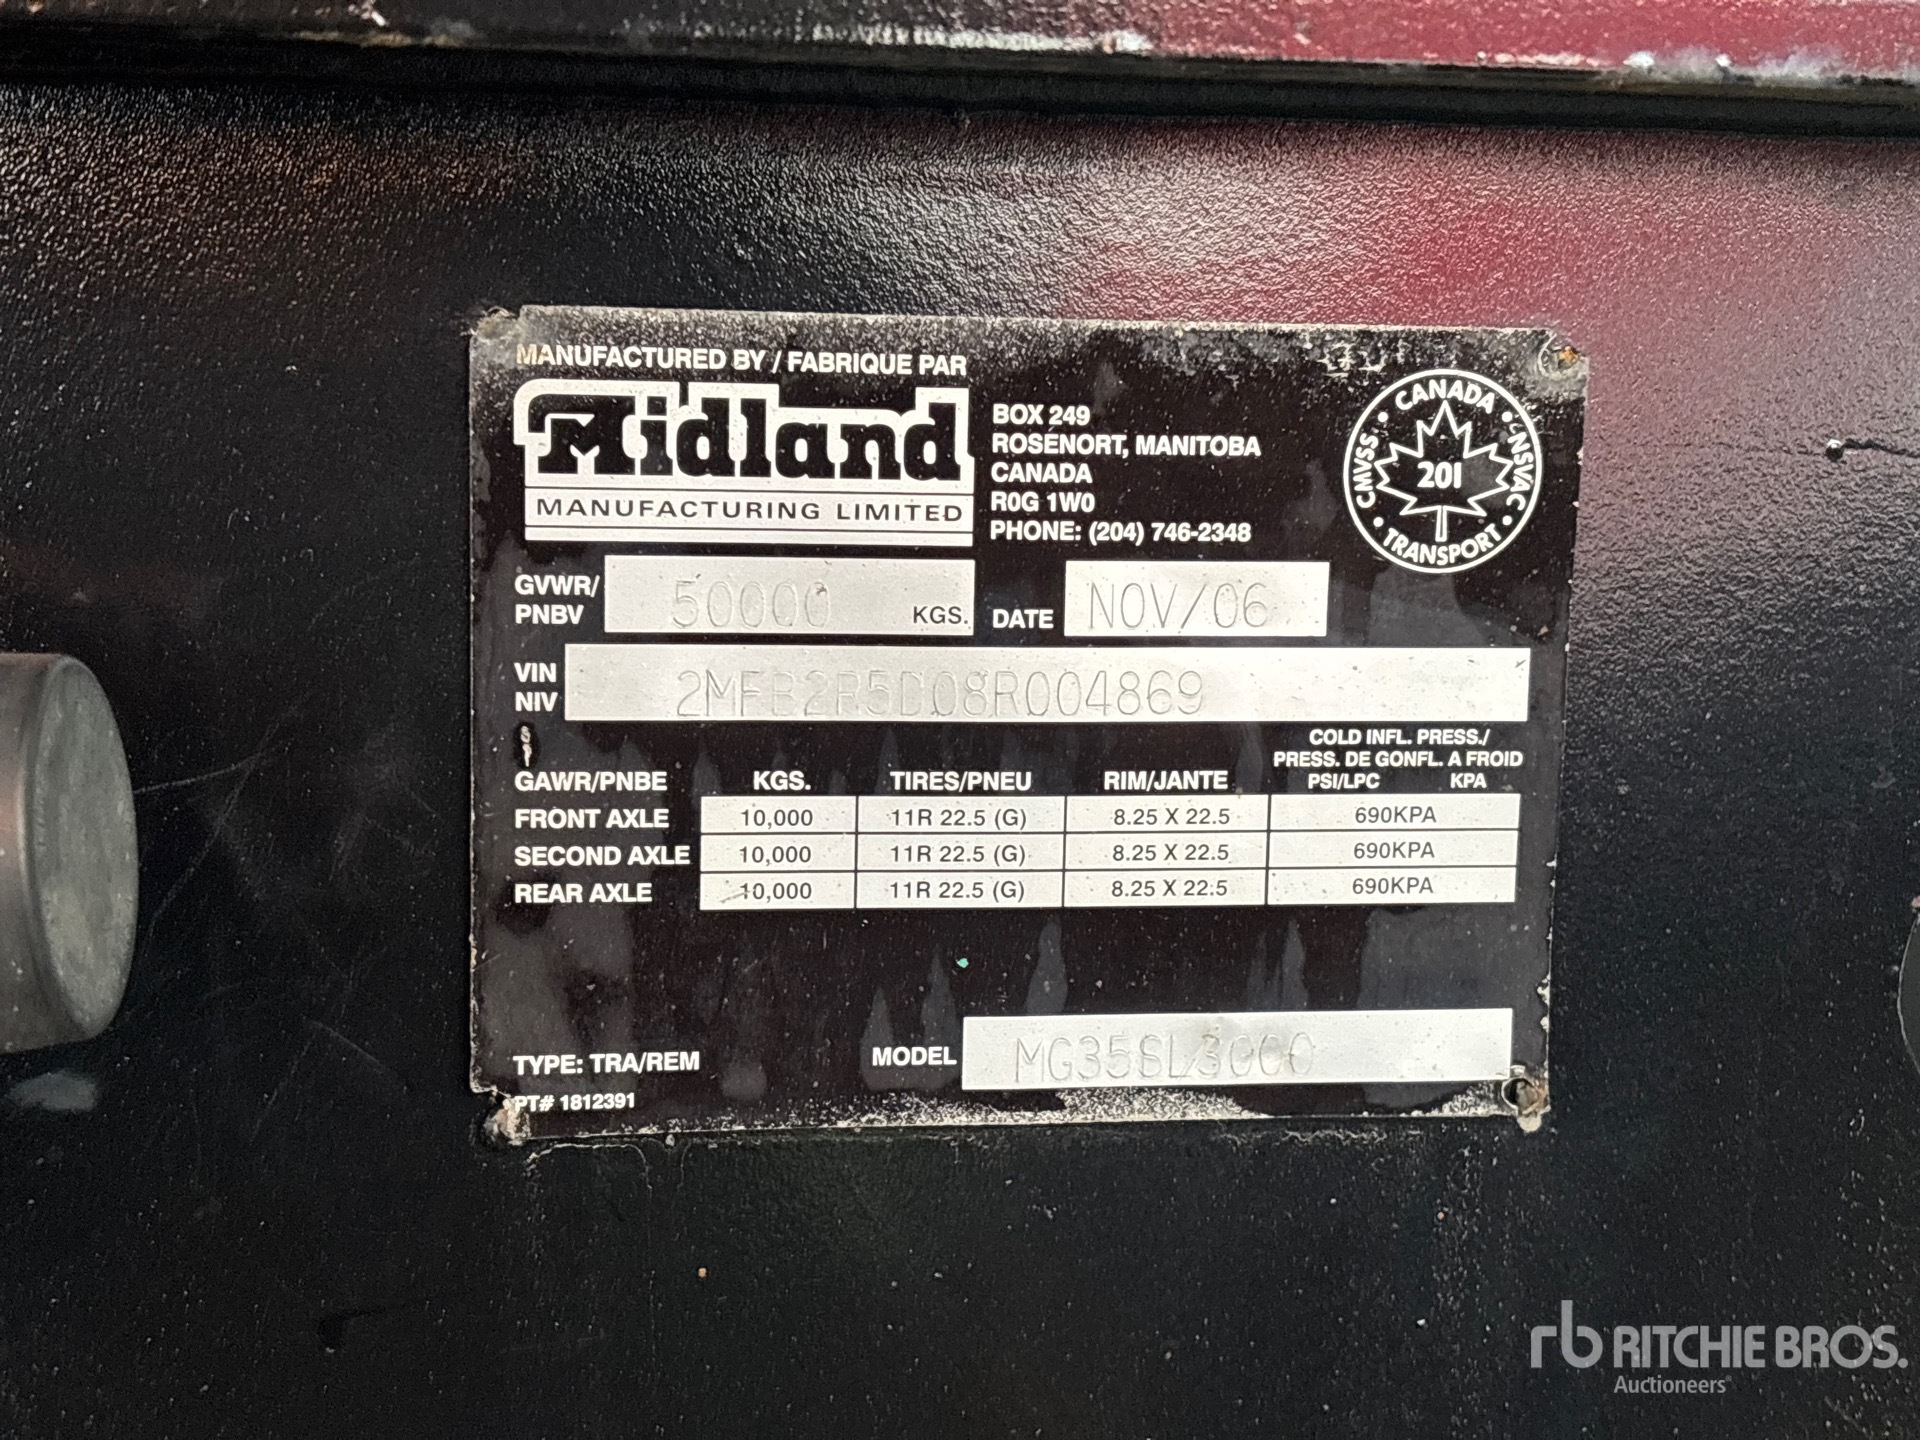 MANUFACTURED BY / FABRIQUE PAR
Midland
MANUFACTURING LIMITED
BOX 249
ROSENORT, MANITOBA
CANADA
R0G 1W0
PHONE: (204) 746-2348
CANADA
CMVSS · NSVAC
201
TRANSPORT
GVWR/ PNBV 50000 KGS. DATE NOV/06
VIN NIV 2MFB2R5D08R004869
COLD INFL. PRESS./
PRESS. DE GONFL. A FROID
GAWR/PNBE KGS. TIRES/PNEU RIM/JANTE PSI/LPC KPA
FRONT AXLE 10,000 11R 22.5 (G) 8.25 X 22.5 690KPA
SECOND AXLE 10,000 11R 22.5 (G) 8.25 X 22.5 690KPA
REAR AXLE 10,000 11R 22.5 (G) 8.25 X 22.5 690KPA
TYPE: TRA/REM MODEL MG35SL3000
PT# 1812391
rb RITCHIE BROS.
Auctioneers